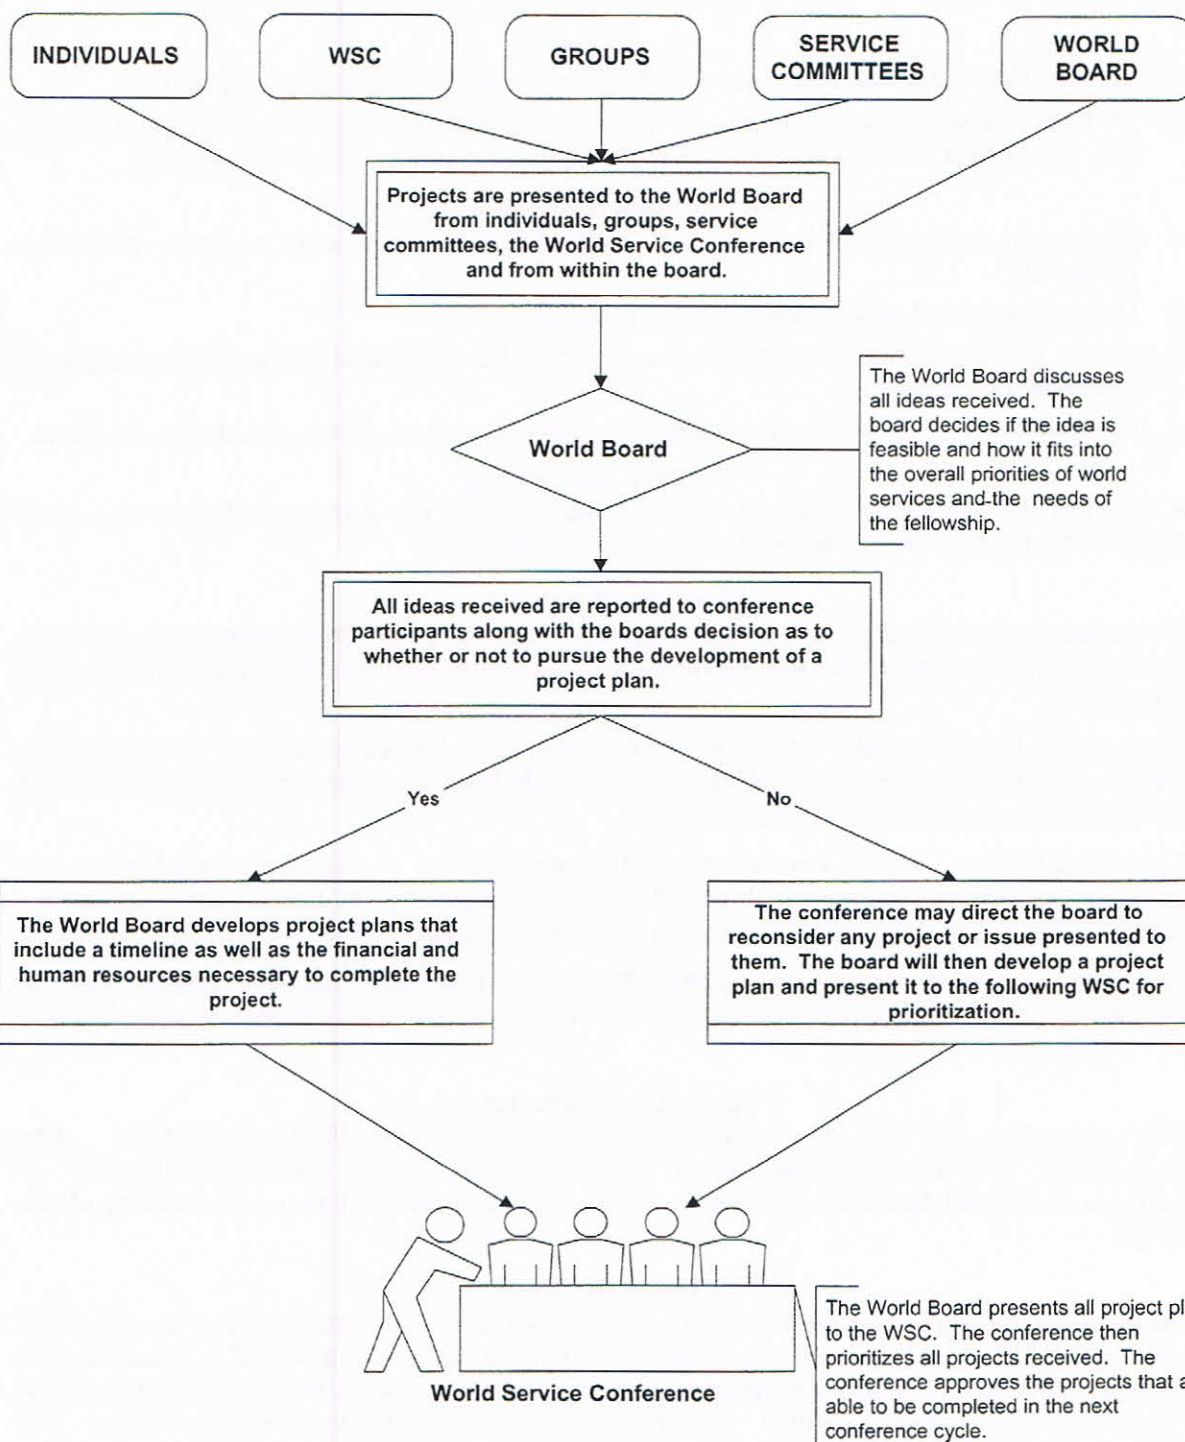 INDIVIDUALS
WSC
GROUPS
SERVICE
COMMITTEES
WORLD
BOARD
Projects are presented to the World Board
from individuals, groups, service
committees, the World Service Conference
and from within the board.
World Board
The World Board discusses
all ideas received. The
board decides if the idea is
feasible and how it fits into
the overall priorities of world
services and the needs of
the fellowship.
All ideas received are reported to conference
participants along with the boards decision as to
whether or not to pursue the development of a
project plan.
Yes
No
The World Board develops project plans that
include a timeline as well as the financial and
human resources necessary to complete the
project.
The conference may direct the board to
reconsider any project or issue presented to
them. The board will then develop a project
plan and present it to the following WSC for
prioritization.
World Service Conference
The World Board presents all project
to the WSC. The conference then
prioritizes all projects received. The
conference approves the projects that
able to be completed in the next
conference cycle.